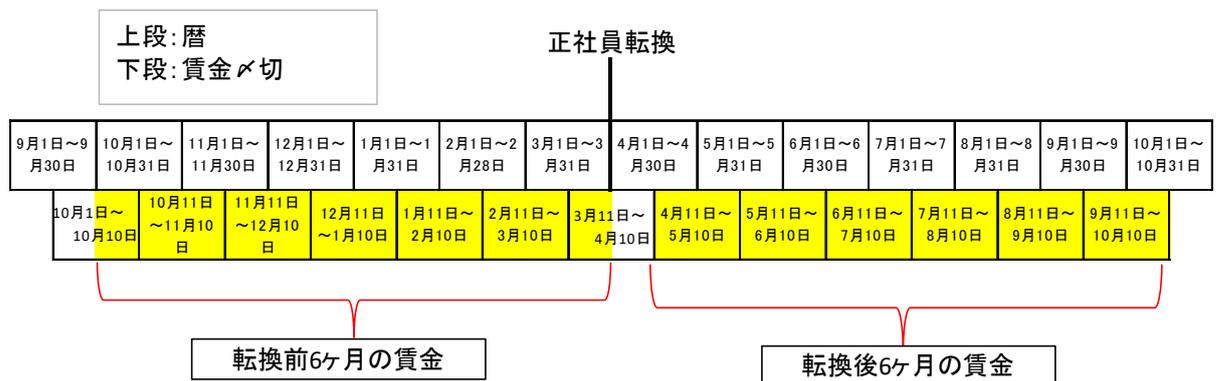 上段：暦
下段：賃金〆切
正社員転換
9月1日～9
月30日
10月1日～
10月31日
11月1日～
11月30日
12月1日～
12月31日
1月1日～1
月31日
2月1日～2
月28日
3月1日～3
月31日
4月1日～4
月30日
5月1日～5
月31日
6月1日～6
月30日
7月1日～7
月31日
8月1日～8
月31日
9月1日～9
月30日
10月1日～
10月31日
10月1日～
10月10日
10月11日
～11月10
日
11月11日
～12月10
日
12月11日
～1月10日
1月11日～
2月10日
2月11日～
3月10日
3月11日～
4月10日
4月11日～
5月10日
5月11日～
6月10日
6月11日～
7月10日
7月11日～
8月10日
8月11日～
9月10日
9月11日～
10月10日
転換前6ヶ月の賃金
転換後6ヶ月の賃金